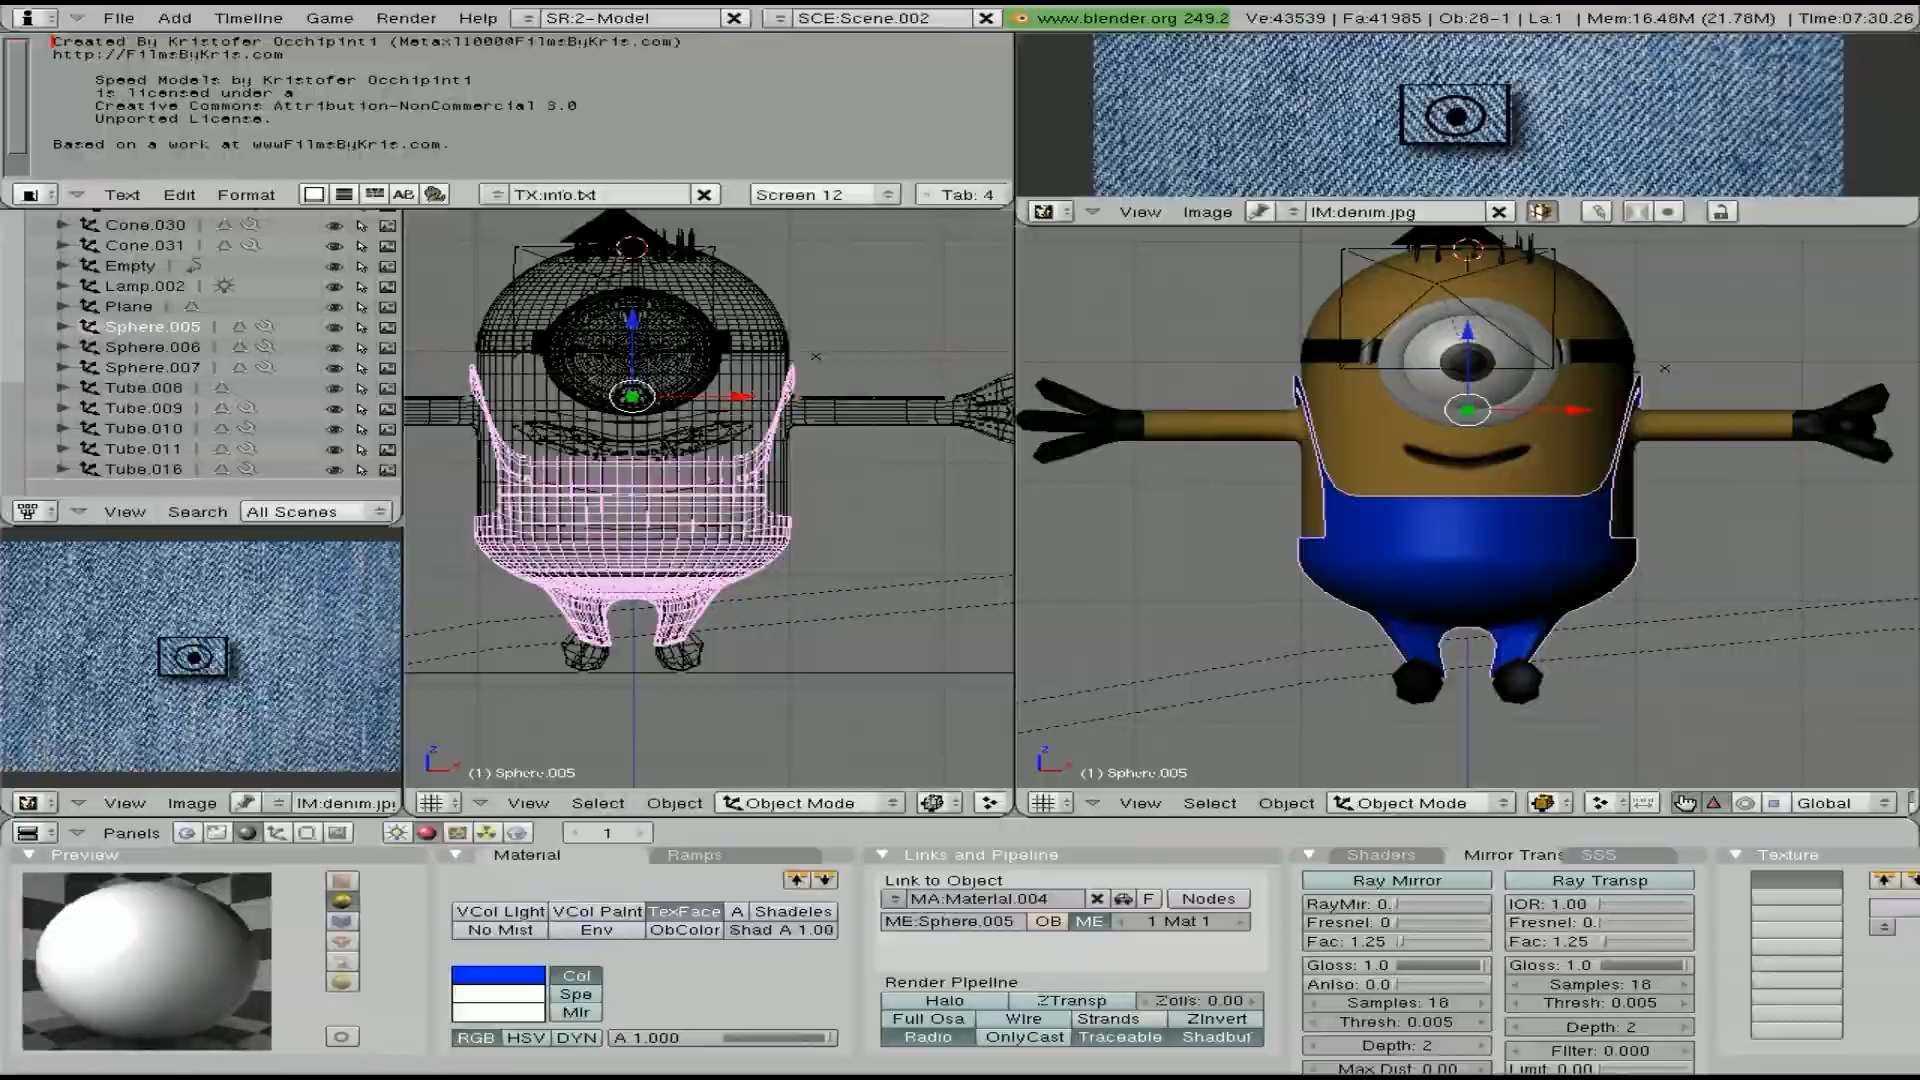 File Add Timeline Game Render Help SR:2-Model SCE:Scene.002 www.blender.org 249.2 Ve:43539 | Fa:41985 | Ob:28-1 | La:1 | Mem:16.48M (21.78M) | Time:07:30.26
Created By Kristofer Occhipinti (Metalx1000@FilmsByKris.com)
http://FilmsByKris.com
Speed Models by Kristofer Occhipinti
is licensed under a
Creative Commons Attribution-NonCommercial 3.0
Unported License.
Based on a work at wwwFilmsByKris.com.
Text Edit Format AB TX:info.txt Screen 12 Tab: 4
View Image IM:denim.jpg
Cone.030
Cone.031
Empty
Lamp.002
Plane
Sphere.005
Sphere.006
Sphere.007
Tube.008
Tube.009
Tube.010
Tube.011
Tube.016
View Search All Scenes
z
(1) Sphere.005
z
(1) Sphere.005
View Image IM:denim.jp
View Select Object Object Mode
View Select Object Object Mode Global
Panels 1
Preview
Material Ramps
VCol Light VCol Paint TexFace A Shadeles
No Mist Env ObColor Shad A 1.00
Col
Spe
Mir
RGB HSV DYN A 1.000
Links and Pipeline
Link to Object
MA:Material.004 F Nodes
ME:Sphere.005 OB ME 1 Mat 1
Render Pipeline
Halo ZTransp Zoffs: 0.00
Full Osa Wire Strands ZInvert
Radio OnlyCast Traceable Shadbuf
Shaders Mirror Trans SSS
Ray Mirror
RayMir: 0.
Fresnel: 0.
Fac: 1.25
Gloss: 1.0
Aniso: 0.0
Samples: 18
Thresh: 0.005
Depth: 2
Max Dist: 0.00
Ray Transp
IOR: 1.00
Fresnel: 0.
Fac: 1.25
Gloss: 1.0
Samples: 18
Thresh: 0.005
Depth: 2
Filter: 0.000
Limit: 0.00
Texture